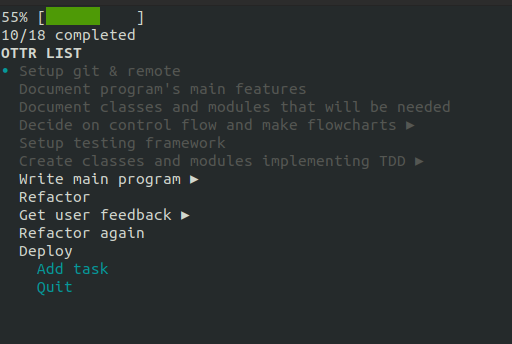 55% [      ]
10/18 completed
OTTR LIST
• Setup git & remote
Document program's main features
Document classes and modules that will be needed
Decide on control flow and make flowcharts ►
Setup testing framework
Create classes and modules implementing TDD ►
Write main program ►
Refactor
Get user feedback ►
Refactor again
Deploy
Add task
Quit